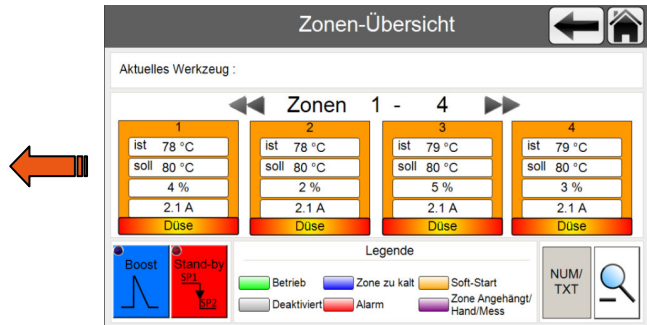 Zonen-Übersicht
Aktuelles Werkzeug :
Zonen 1 - 4
1 2 3 4
ist 78 °C ist 78 °C ist 79 °C ist 79 °C
soll 80 °C soll 80 °C soll 80 °C soll 80 °C
4 % 2 % 5 % 3 %
2.1 A 2.1 A 2.1 A 2.1 A
Düse Düse Düse Düse
Boost
Stand-by
SP1
SP2
Legende
Betrieb Zone zu kalt Soft-Start
Deaktiviert Alarm Zone Angehängt/
Hand/Mess
NUM/
TXT